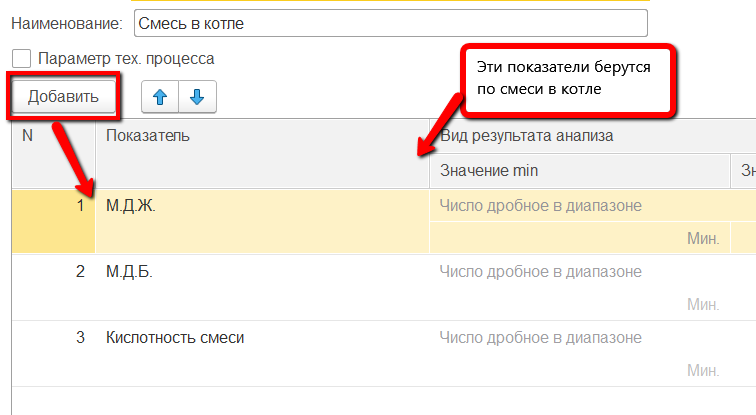 Наименование: Смесь в котле
Параметр тех. процесса
Эти показатели берутся
по смеси в котле
Добавить
N Показатель Вид результата анализа
Значение min Зн
1 М.Д.Ж. Число дробное в диапазоне
Мин.
2 М.Д.Б. Число дробное в диапазоне
Мин.
3 Кислотность смеси Число дробное в диапазоне
Мин.